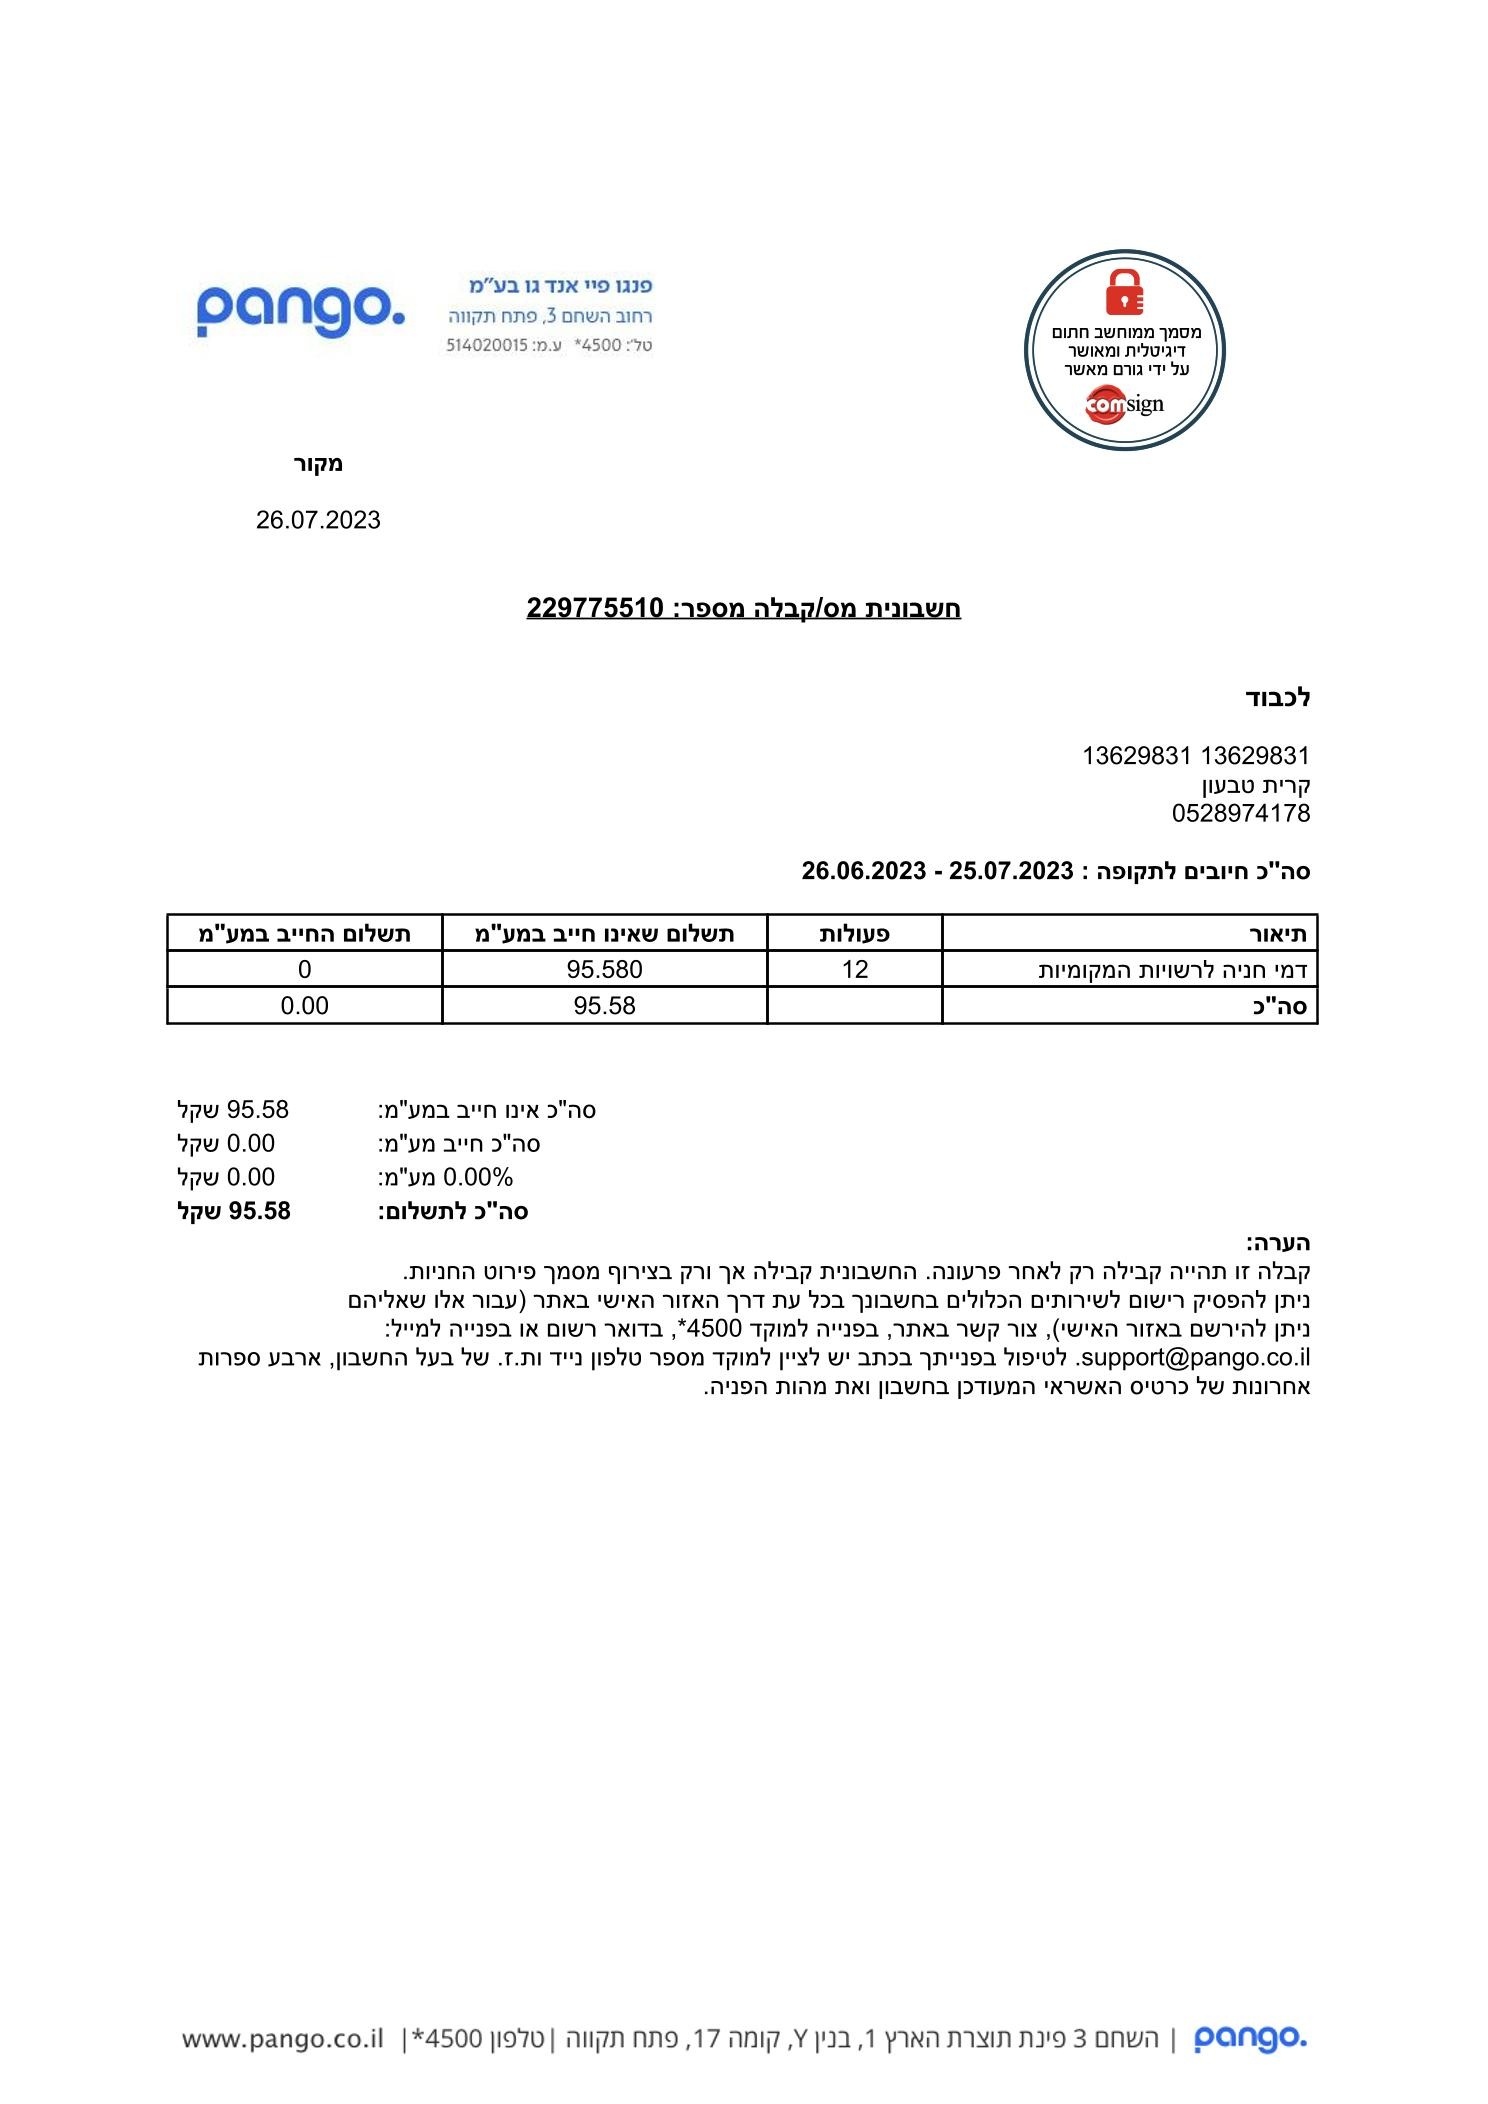 pango.
פנגו פיי אנד גו בע"מ
רחוב השחם 3, פתח תקווה
טל': 4500* ע.מ: 514020015
מסמך ממוחשב חתום
דיגיטלית ומאושר
על ידי גורם מאשר
comsign
מקור
26.07.2023
חשבונית מס/קבלה מספר: 229775510
לכבוד
13629831 13629831
קרית טבעון
0528974178
סה"כ חיובים לתקופה : 25.07.2023 - 26.06.2023
תיאור פעולות תשלום שאינו חייב במע"מ תשלום החייב במע"מ
דמי חניה לרשויות המקומיות 12 95.580 0
סה"כ 95.58 0.00
סה"כ אינו חייב במע"מ: 95.58 שקל
סה"כ חייב מע"מ: 0.00 שקל
0.00% מע"מ: 0.00 שקל
סה"כ לתשלום: 95.58 שקל
הערה:
קבלה זו תהייה קבילה רק לאחר פרעונה. החשבונית קבילה אך ורק בצירוף מסמך פירוט החניות.
ניתן להפסיק רישום לשירותים הכלולים בחשבונך בכל עת דרך האזור האישי באתר (עבור אלו שאליהם
ניתן להירשם באזור האישי), צור קשר באתר, בפנייה למוקד 4500*, בדואר רשום או בפנייה למייל:
support@pango.co.il. לטיפול בפנייתך בכתב יש לציין למוקד מספר טלפון נייד ות.ז. של בעל החשבון, ארבע ספרות
אחרונות של כרטיס האשראי המעודכן בחשבון ואת מהות הפניה.
pango. | השחם 3 פינת תוצרת הארץ 1, בנין Y, קומה 17, פתח תקווה | טלפון 4500* | www.pango.co.il